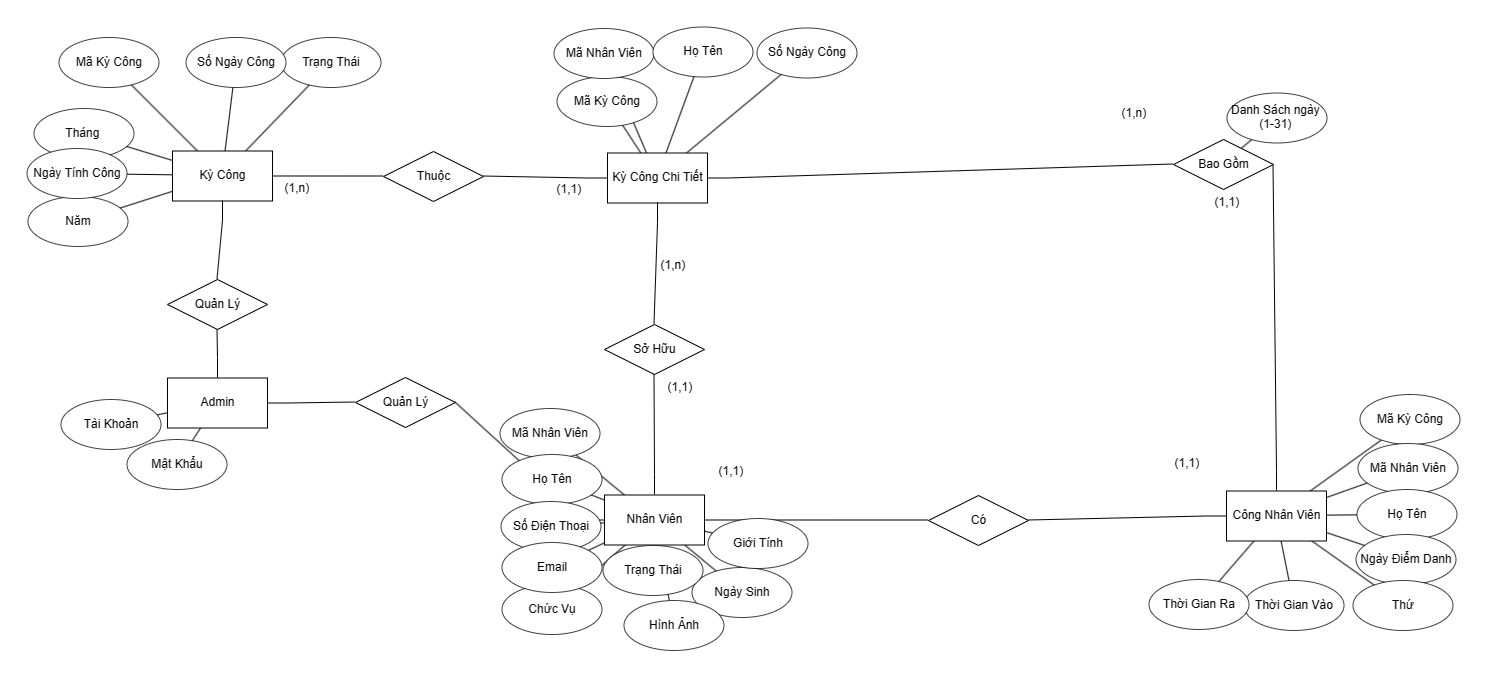 Mã Kỳ Công
Số Ngày Công
Trạng Thái
Tháng
Ngày Tính Công
Năm
Kỳ Công
(1,n)
Thuộc
(1,1)
Mã Nhân Viên
Họ Tên
Số Ngày Công
Mã Kỳ Công
Kỳ Công Chi Tiết
(1,n)
Danh Sách ngày
(1-31)
Bao Gồm
(1,1)
Quản Lý
(1,n)
Sở Hữu
(1,1)
Admin
Tài Khoản
Mật Khẩu
Quản Lý
Mã Nhân Viên
Họ Tên
Số Điện Thoại
Email
Chức Vụ
Nhân Viên
(1,1)
Giới Tính
Trạng Thái
Ngày Sinh
Hình Ảnh
Có
(1,1)
Công Nhân Viên
Mã Kỳ Công
Mã Nhân Viên
Họ Tên
Ngày Điểm Danh
Thời Gian Ra
Thời Gian Vào
Thứ